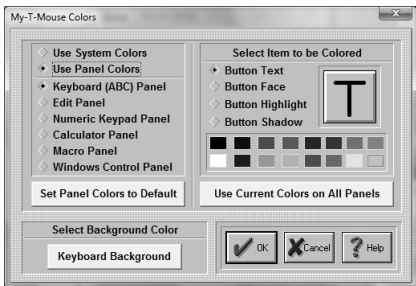 My-T-Mouse Colors
Use System Colors
Use Panel Colors
Keyboard (ABC) Panel
Edit Panel
Numeric Keypad Panel
Calculator Panel
Macro Panel
Windows Control Panel
Set Panel Colors to Default
Select Item to be Colored
Button Text
Button Face
Button Highlight
Button Shadow
T
Use Current Colors on All Panels
Select Background Color
Keyboard Background
OK
Cancel
Help